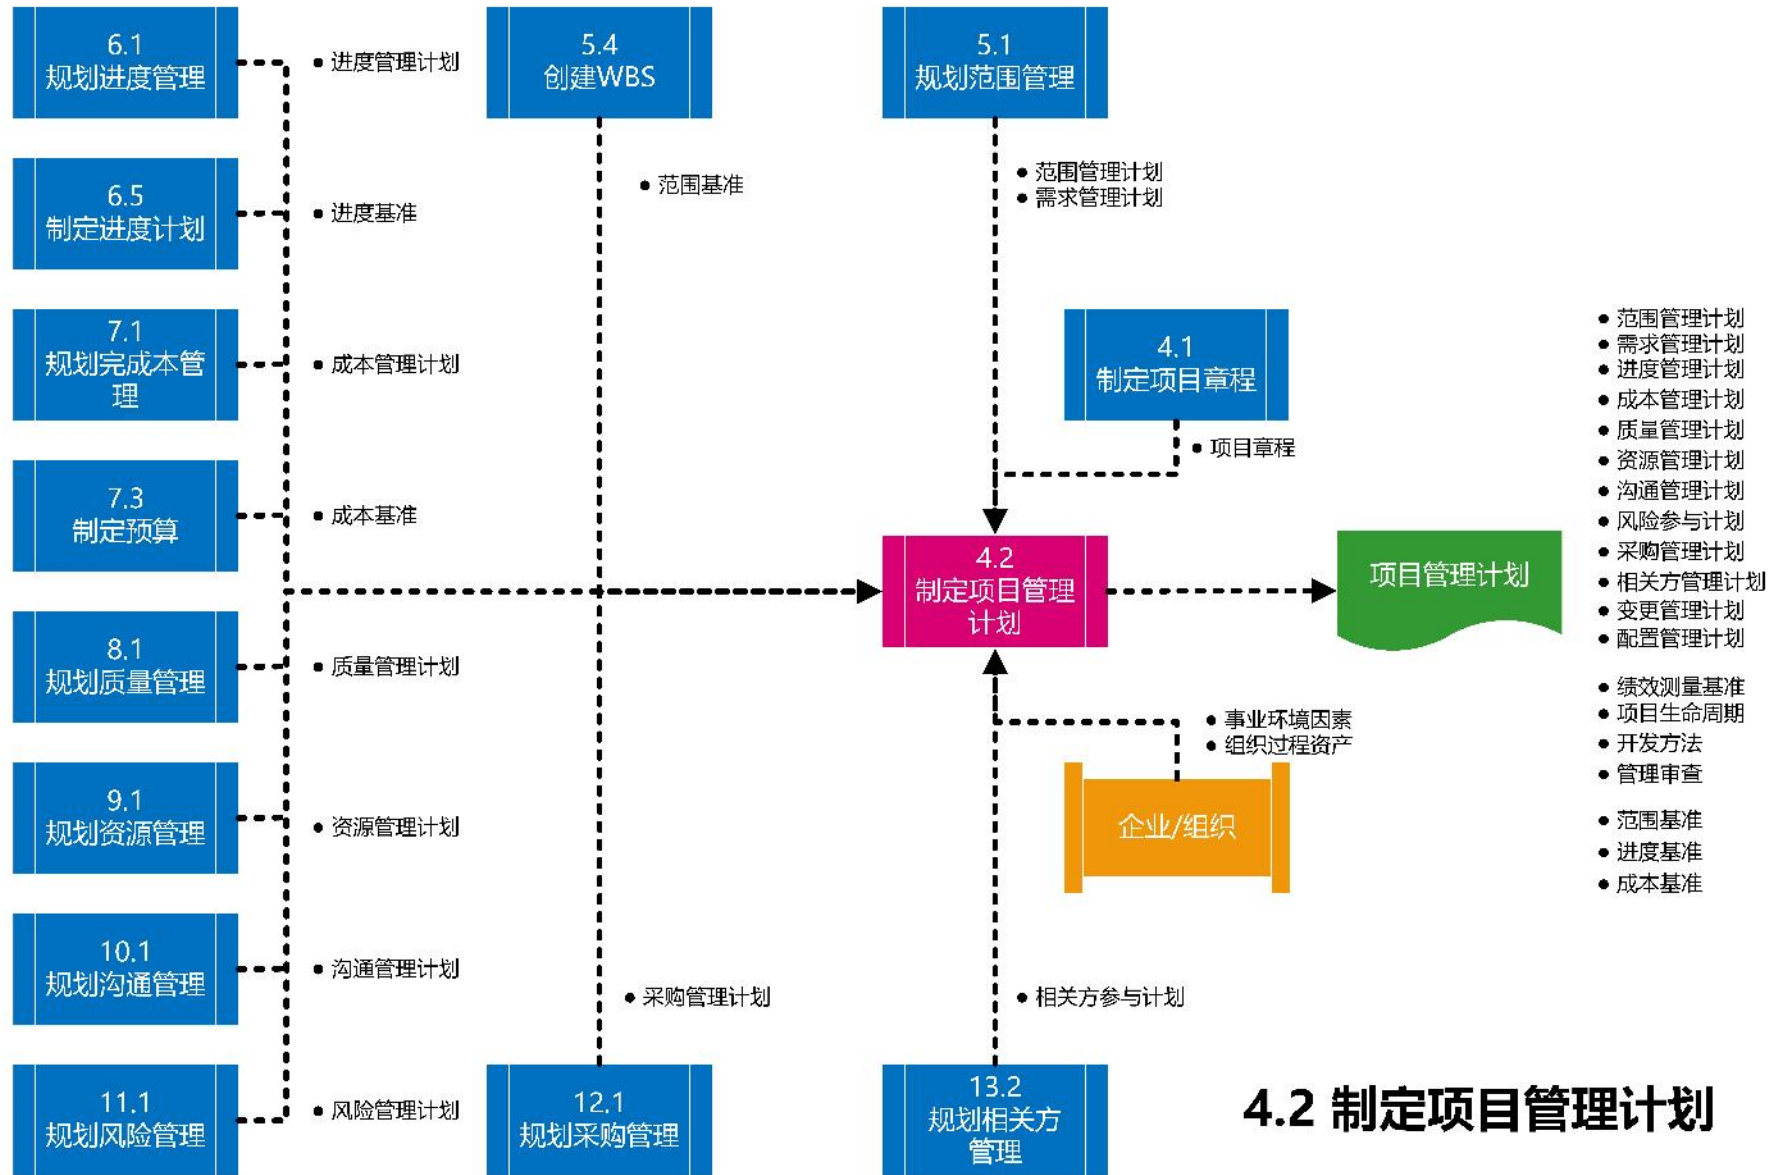 6.1
规划进度管理
• 进度管理计划
5.4
创建WBS
5.1
规划范围管理
6.5
制定进度计划
• 进度基准
• 范围基准
• 范围管理计划
• 需求管理计划
7.1
规划完成本管
理
• 成本管理计划
4.1
制定项目章程
• 项目章程
7.3
制定预算
• 成本基准
4.2
制定项目管理
计划
项目管理计划
• 范围管理计划
• 需求管理计划
• 进度管理计划
• 成本管理计划
• 质量管理计划
• 资源管理计划
• 沟通管理计划
• 风险参与计划
• 采购管理计划
• 相关方管理计划
• 变更管理计划
• 配置管理计划
• 绩效测量基准
• 项目生命周期
• 开发方法
• 管理审查
• 范围基准
• 进度基准
• 成本基准
8.1
规划质量管理
• 质量管理计划
• 事业环境因素
• 组织过程资产
企业/组织
9.1
规划资源管理
• 资源管理计划
10.1
规划沟通管理
• 沟通管理计划
• 采购管理计划
• 相关方参与计划
11.1
规划风险管理
• 风险管理计划
12.1
规划采购管理
13.2
规划相关方
管理
4.2 制定项目管理计划